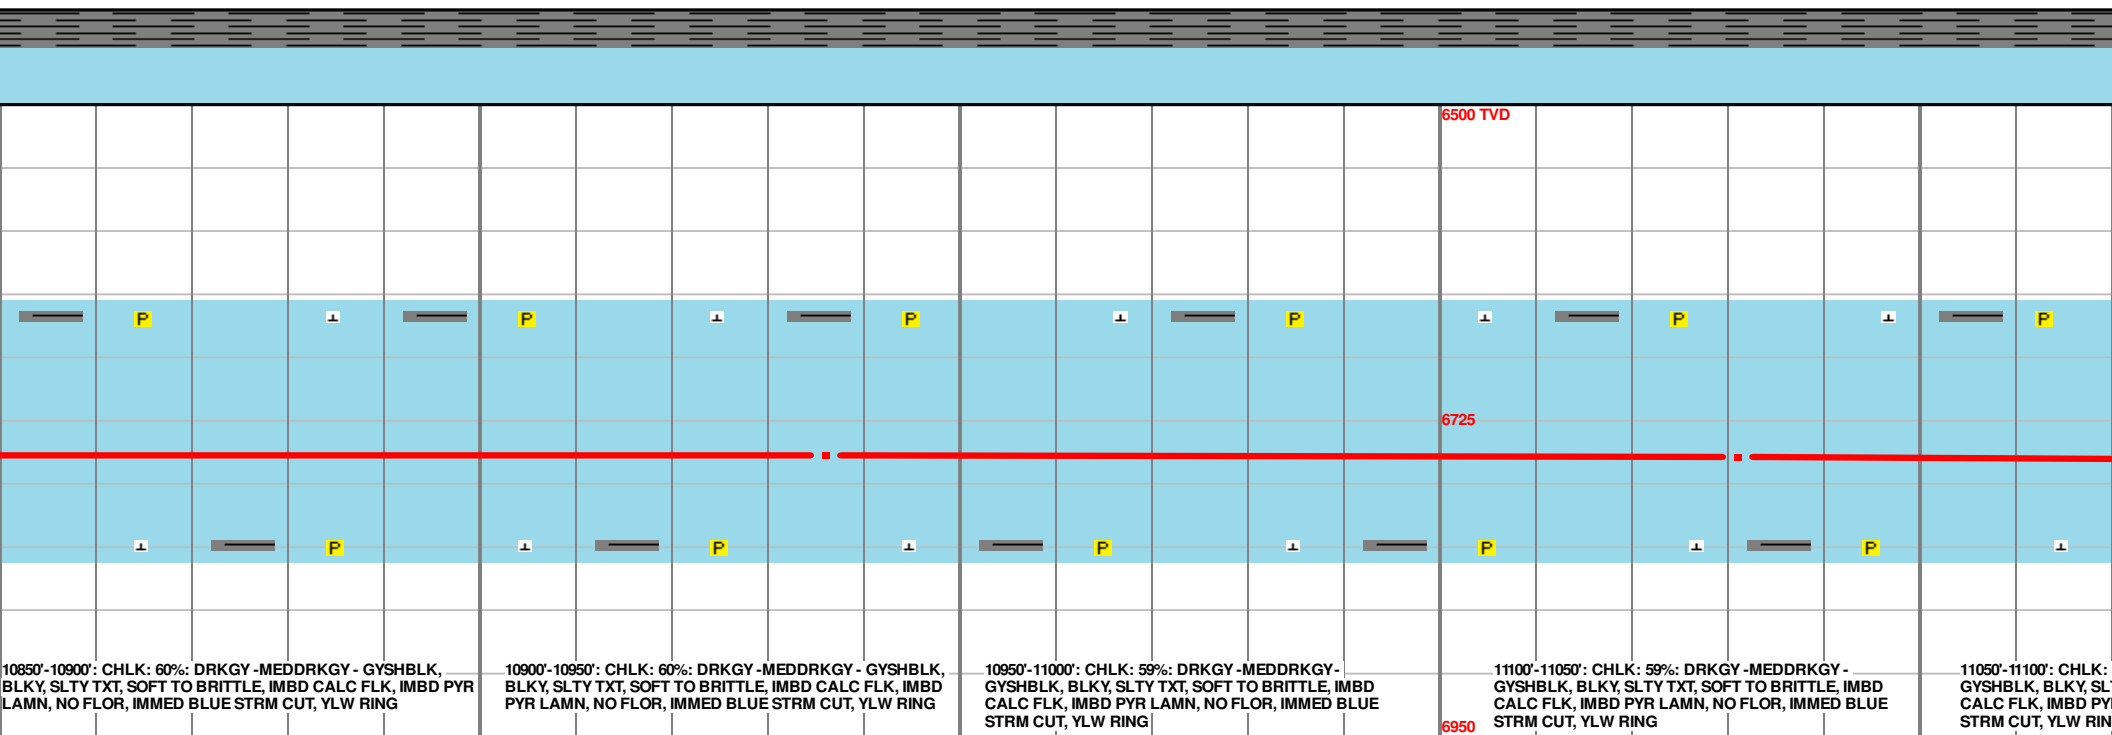 6500 TVD
P
P
P
P
P
P
6725
P
P
P
P
P
10850'-10900': CHLK: 60%: DRKGY -MEDDRKGY - GYSHBLK,
BLKY, SLTY TXT, SOFT TO BRITTLE, IMBD CALC FLK, IMBD PYR
LAMN, NO FLOR, IMMED BLUE STRM CUT, YLW RING
10900'-10950': CHLK: 60%: DRKGY -MEDDRKGY - GYSHBLK,
BLKY, SLTY TXT, SOFT TO BRITTLE, IMBD CALC FLK, IMBD
PYR LAMN, NO FLOR, IMMED BLUE STRM CUT, YLW RING
10950'-11000': CHLK: 59%: DRKGY -MEDDRKGY -
GYSHBLK, BLKY, SLTY TXT, SOFT TO BRITTLE, IMBD
CALC FLK, IMBD PYR LAMN, NO FLOR, IMMED BLUE
STRM CUT, YLW RING
6950
11100'-11050': CHLK: 59%: DRKGY -MEDDRKGY -
GYSHBLK, BLKY, SLTY TXT, SOFT TO BRITTLE, IMBD
CALC FLK, IMBD PYR LAMN, NO FLOR, IMMED BLUE
STRM CUT, YLW RING
11050'-11100': CHLK:
GYSHBLK, BLKY,
CALC FLK, IMBD
STRM CUT, YLW